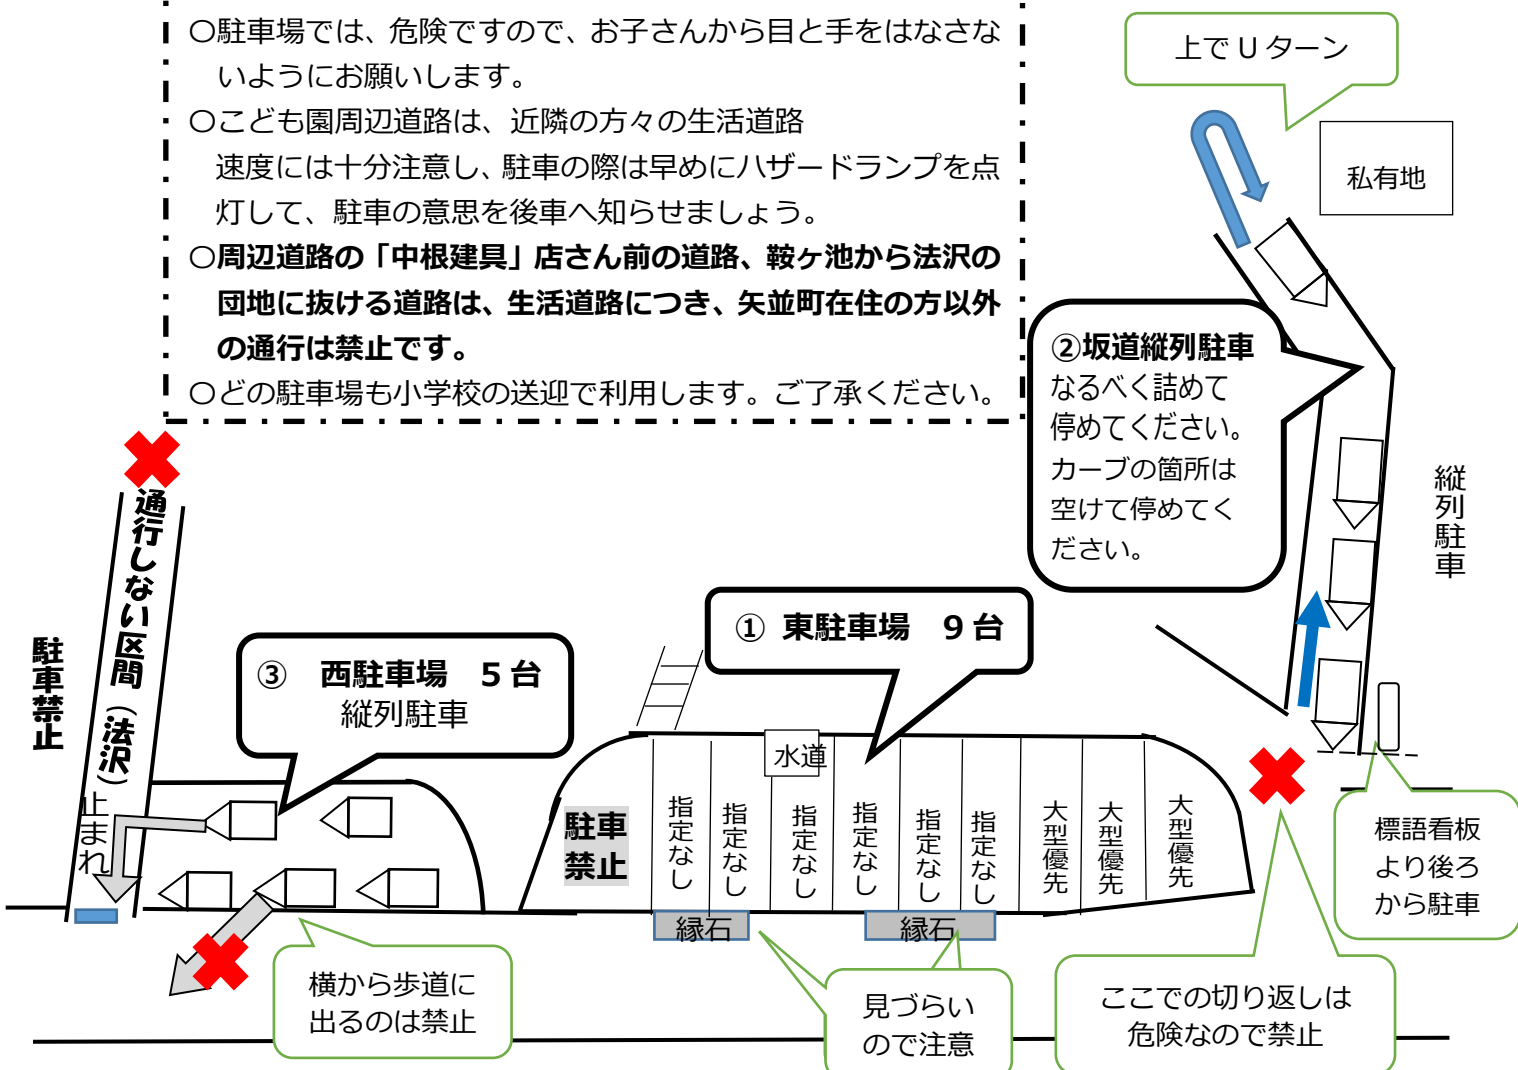 〇駐車場では、危険ですので、お子さんから目と手をはなさな
いようにお願いします。
〇こども園周辺道路は、近隣の方々の生活道路
速度には十分注意し、駐車の際は早めにハザードランプを点
灯して、駐車の意思を後車へ知らせましょう。
〇周辺道路の「中根建具」店さん前の道路、鞍ヶ池から法沢の
団地に抜ける道路は、生活道路につき、矢並町在住の方以外
の通行は禁止です。
〇どの駐車場も小学校の送迎で利用します。ご了承ください。
上でUターン
私有地
②坂道縦列駐車
なるべく詰めて
停めてください。
カーブの箇所は
空けて停めてく
ださい。
縦列駐車
通行しない区間（法沢）
止まれ
駐車禁止
③　西駐車場　５台
縦列駐車
① 東駐車場　９台
水道
駐車
禁止
指定なし
指定なし
指定なし
指定なし
指定なし
指定なし
大型優先
大型優先
大型優先
縁石
縁石
標語看板
より後ろ
から駐車
横から歩道に
出るのは禁止
見づらい
ので注意
ここでの切り返しは
危険なので禁止